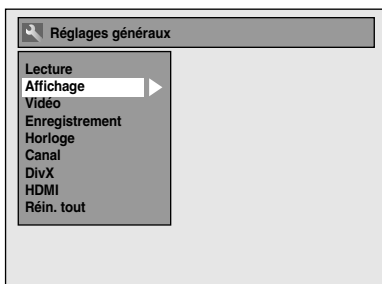 Réglages généraux
Lecture
Affichage
Vidéo
Enregistrement
Horloge
Canal
DivX
HDMI
Réin. tout